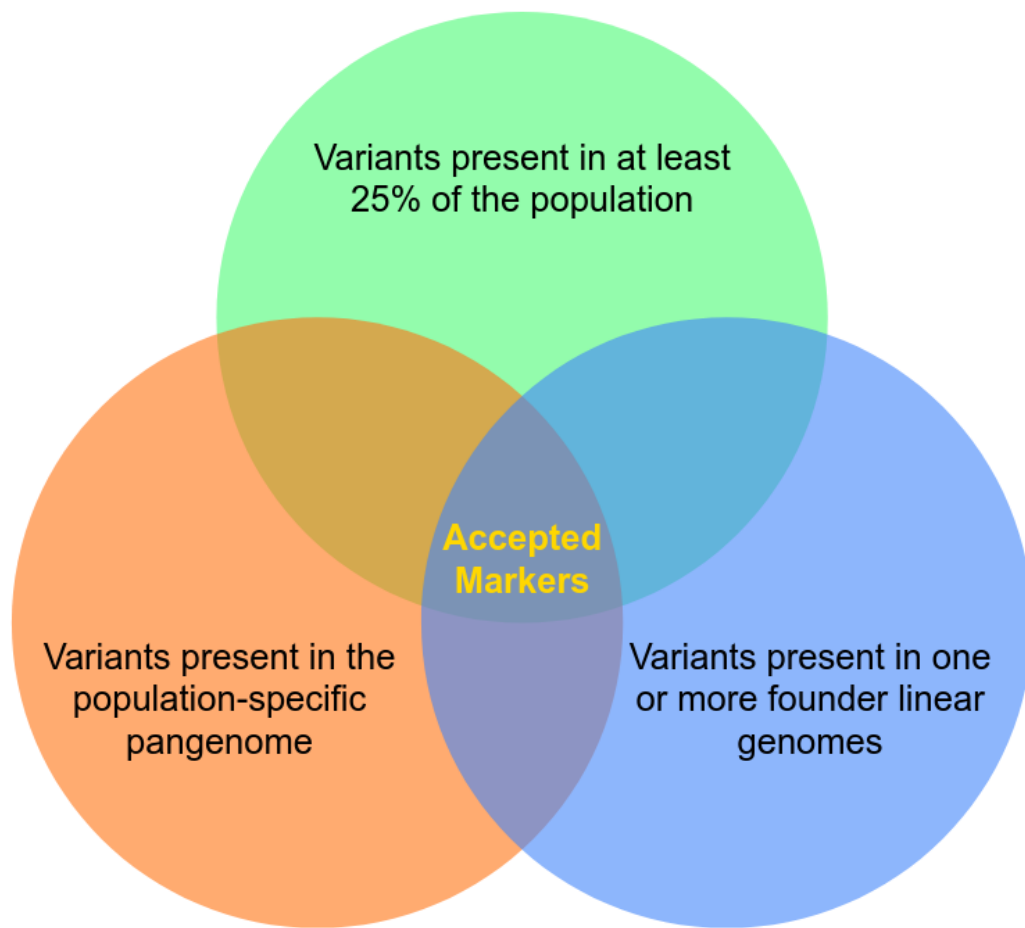 Variants present in at least
25% of the population
Accepted
Markers
Variants present in the
population-specific
pangenome
Variants present in one
or more founder linear
genomes